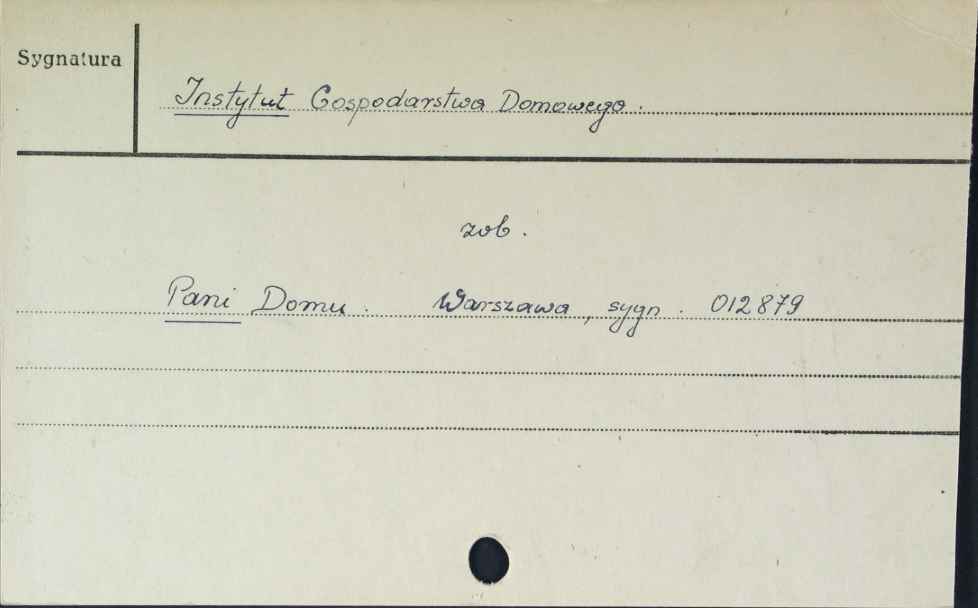 Sygnatura
Instytut Gospodarstwa Domowego.
zob.
Pani Domu. Warszawa, sygn. 012879